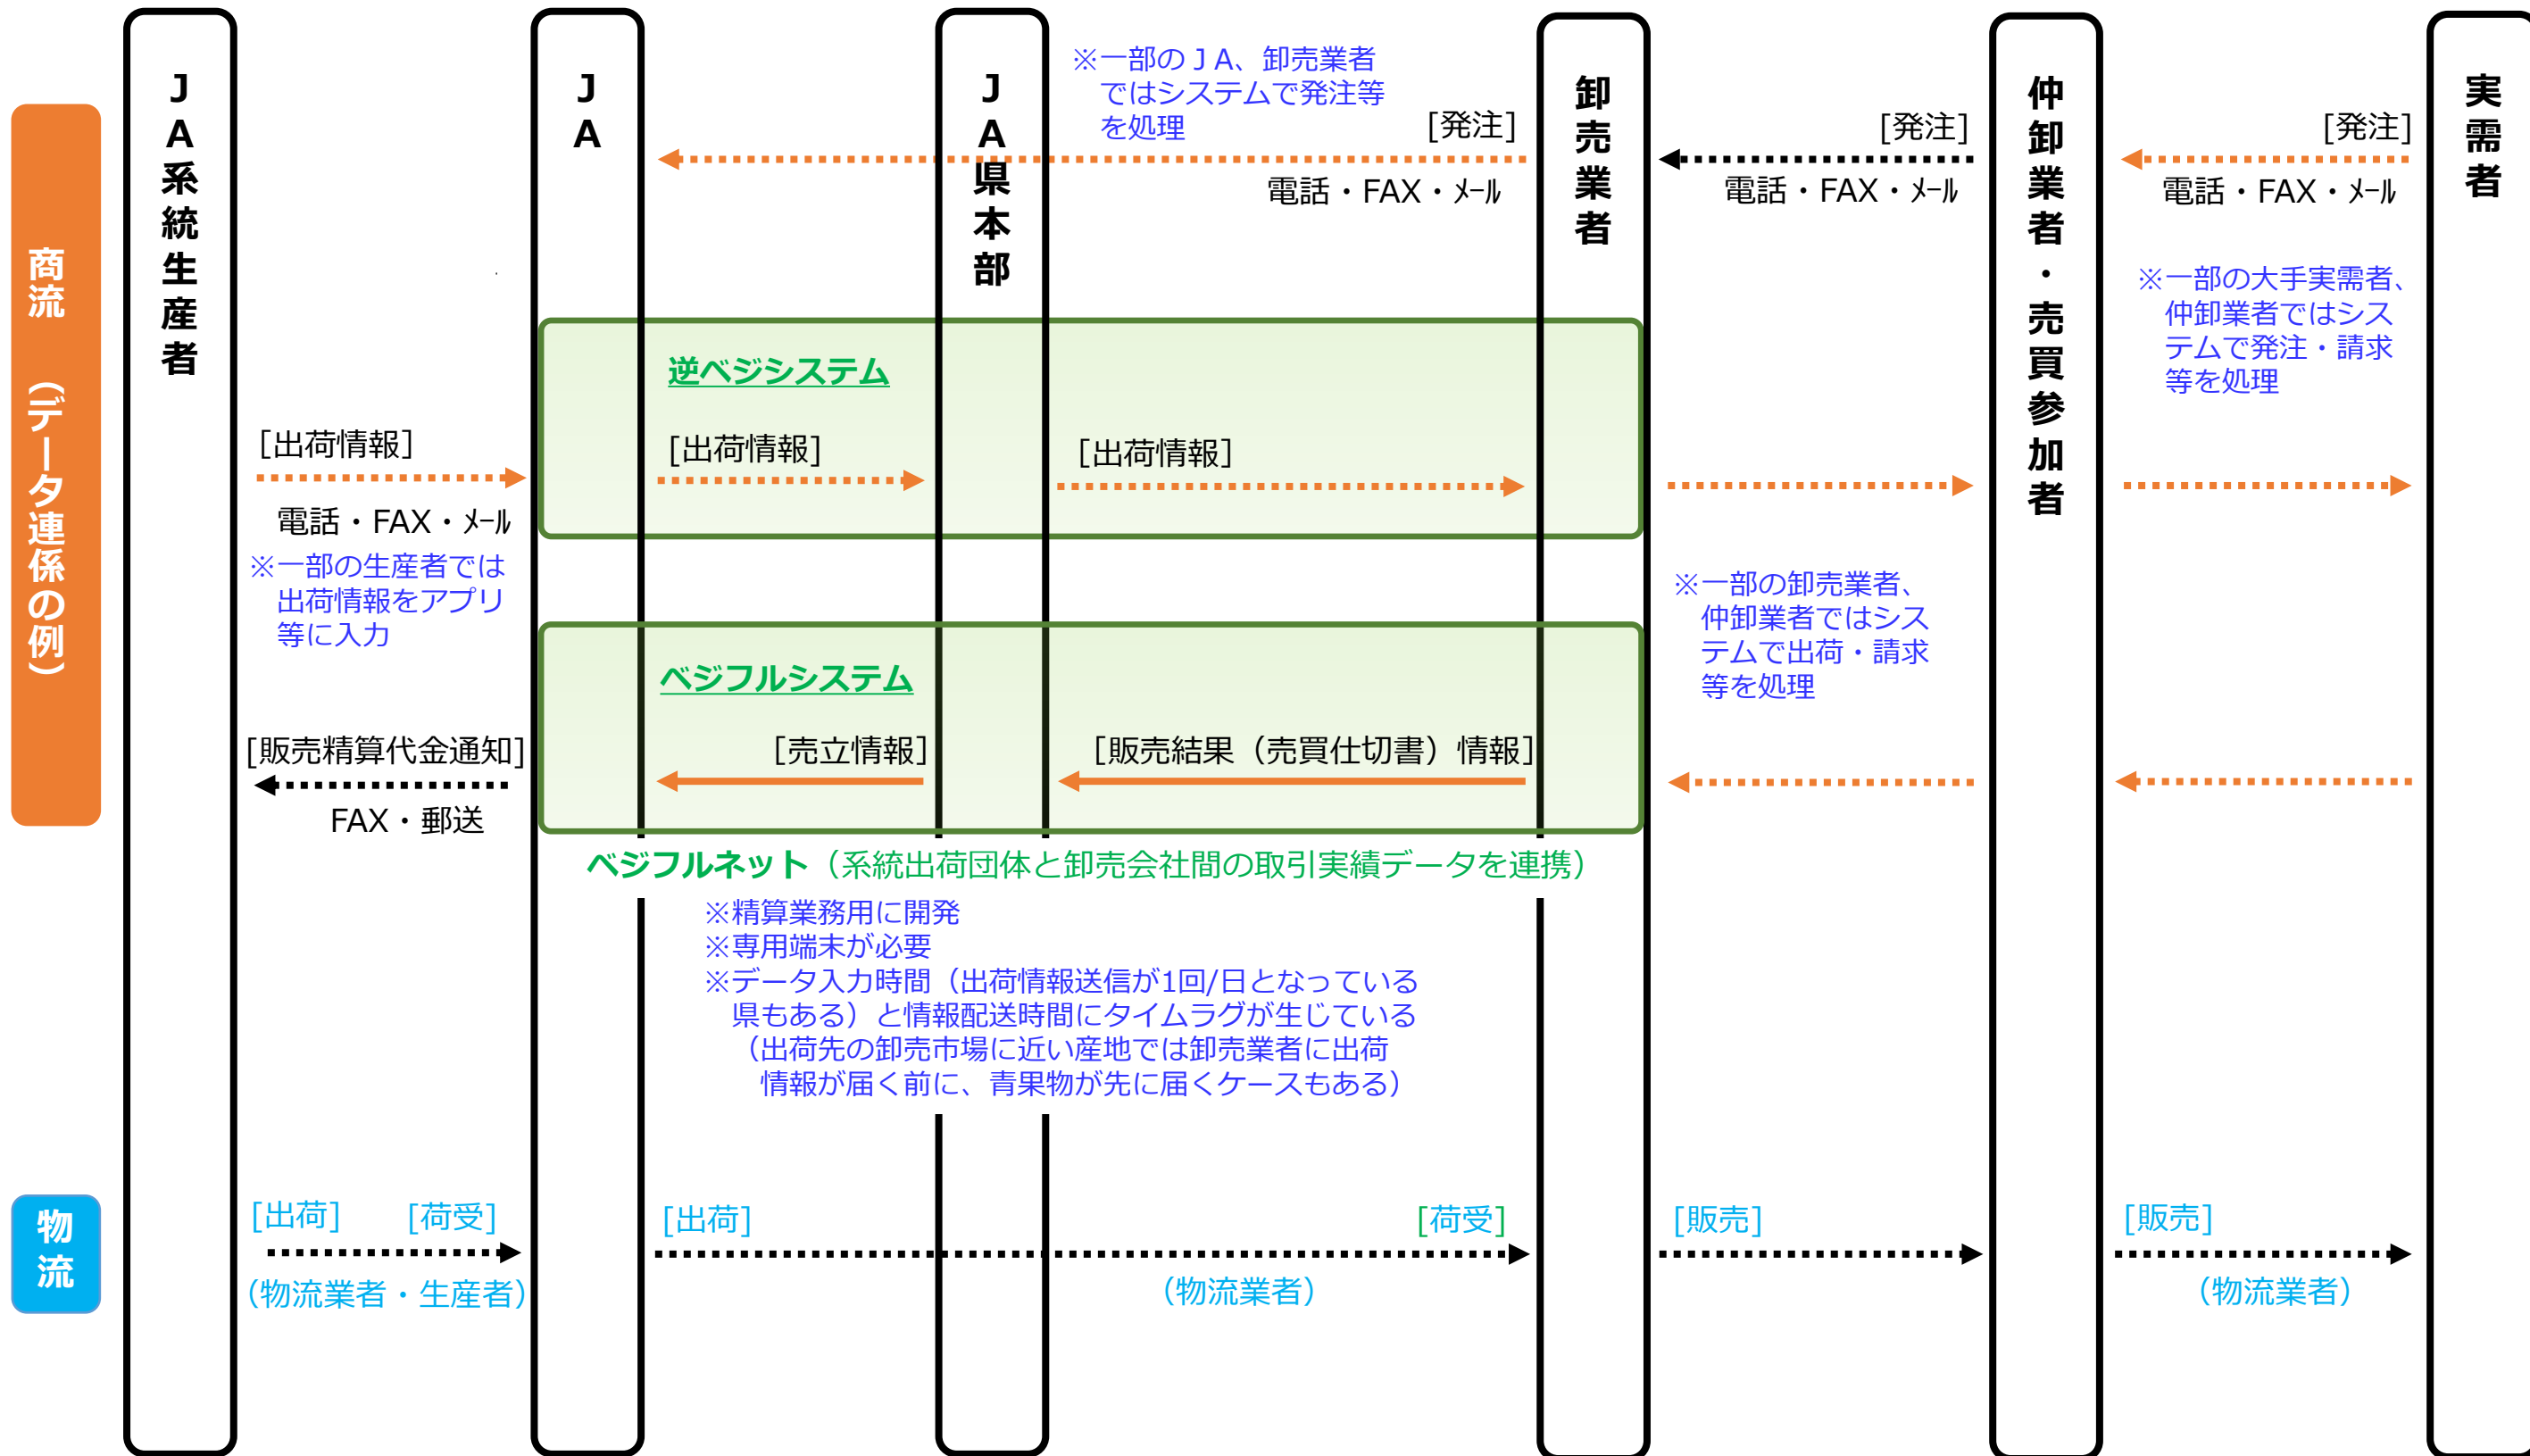 ＪＡ系統生産者
ＪＡ
ＪＡ県本部
卸売業者
仲卸業者・売買参加者
実需者
商流　（データ連係の例）
※一部のＪＡ、卸売業者
ではシステムで発注等
を処理
[発注]
電話・FAX・ﾒｰﾙ
[発注]
電話・FAX・ﾒｰﾙ
[発注]
電話・FAX・ﾒｰﾙ
※一部の大手実需者、
仲卸業者ではシス
テムで発注・請求
等を処理
逆ベジシステム
[出荷情報]
電話・FAX・ﾒｰﾙ
※一部の生産者では
出荷情報をアプリ
等に入力
[出荷情報]
[出荷情報]
※一部の卸売業者、
仲卸業者ではシス
テムで出荷・請求
等を処理
ベジフルシステム
[販売精算代金通知]
FAX・郵送
[売立情報]
[販売結果（売買仕切書）情報]
ベジフルネット（系統出荷団体と卸売会社間の取引実績データを連携）
※精算業務用に開発
※専用端末が必要
※データ入力時間（出荷情報送信が1回/日となっている
県もある）と情報配送時間にタイムラグが生じている
（出荷先の卸売市場に近い産地では卸売業者に出荷
情報が届く前に、青果物が先に届くケースもある）
物流
[出荷]
[荷受]
（物流業者・生産者）
[出荷]
[荷受]
（物流業者）
[販売]
[販売]
（物流業者）